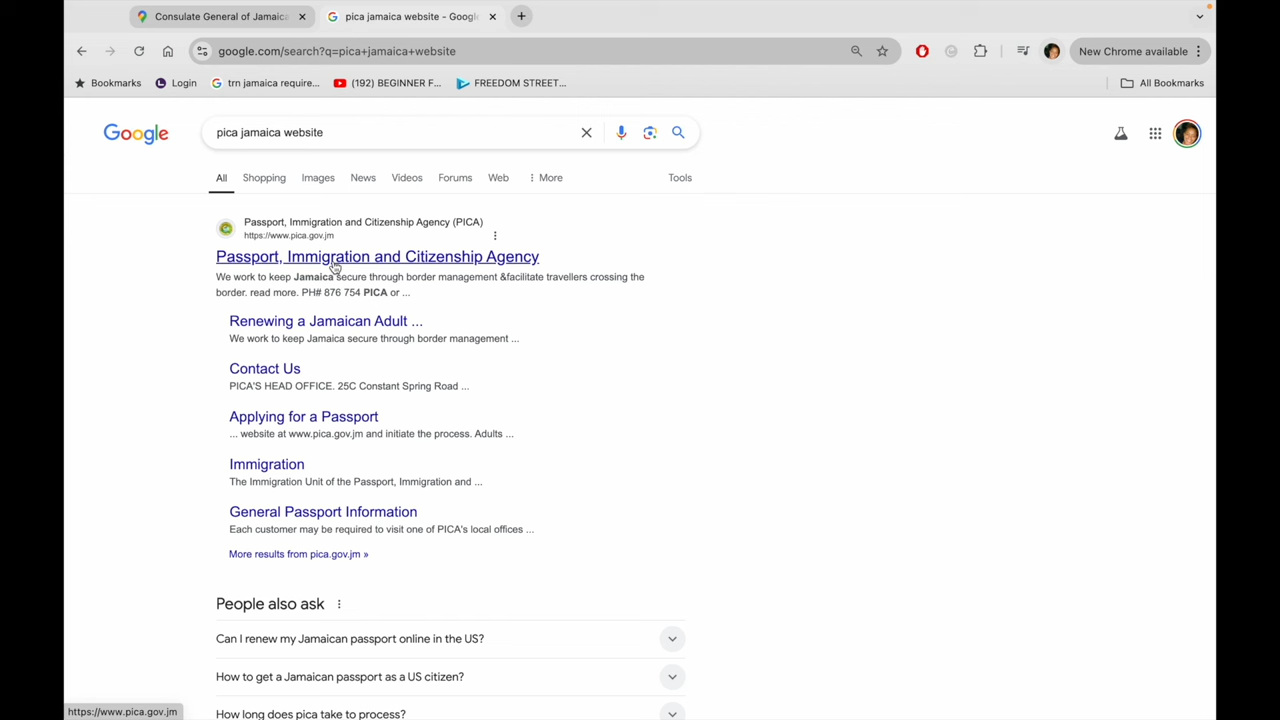 Consulate General of Jamaica
pica jamaica website - Google
google.com/search?q=pica+jamaica+website
New Chrome available
Bookmarks
Login
trn jamaica require...
(192) BEGINNER F...
FREEDOM STREET...
All Bookmarks
Google
pica jamaica website
All
Shopping
Images
News
Videos
Forums
Web
More
Tools
Passport, Immigration and Citizenship Agency (PICA)
https://www.pica.gov.jm
Passport, Immigration and Citizenship Agency
We work to keep Jamaica secure through border management &facilitate travellers crossing the
border. read more. PH# 876 754 PICA or ...
Renewing a Jamaican Adult ...
We work to keep Jamaica secure through border management ...
Contact Us
PICA'S HEAD OFFICE. 25C Constant Spring Road ...
Applying for a Passport
... website at www.pica.gov.jm and initiate the process. Adults ...
Immigration
The Immigration Unit of the Passport, Immigration and ...
General Passport Information
Each customer may be required to visit one of PICA's local offices ...
More results from pica.gov.jm »
People also ask
Can I renew my Jamaican passport online in the US?
How to get a Jamaican passport as a US citizen?
How long does pica take to process?
https://www.pica.gov.jm